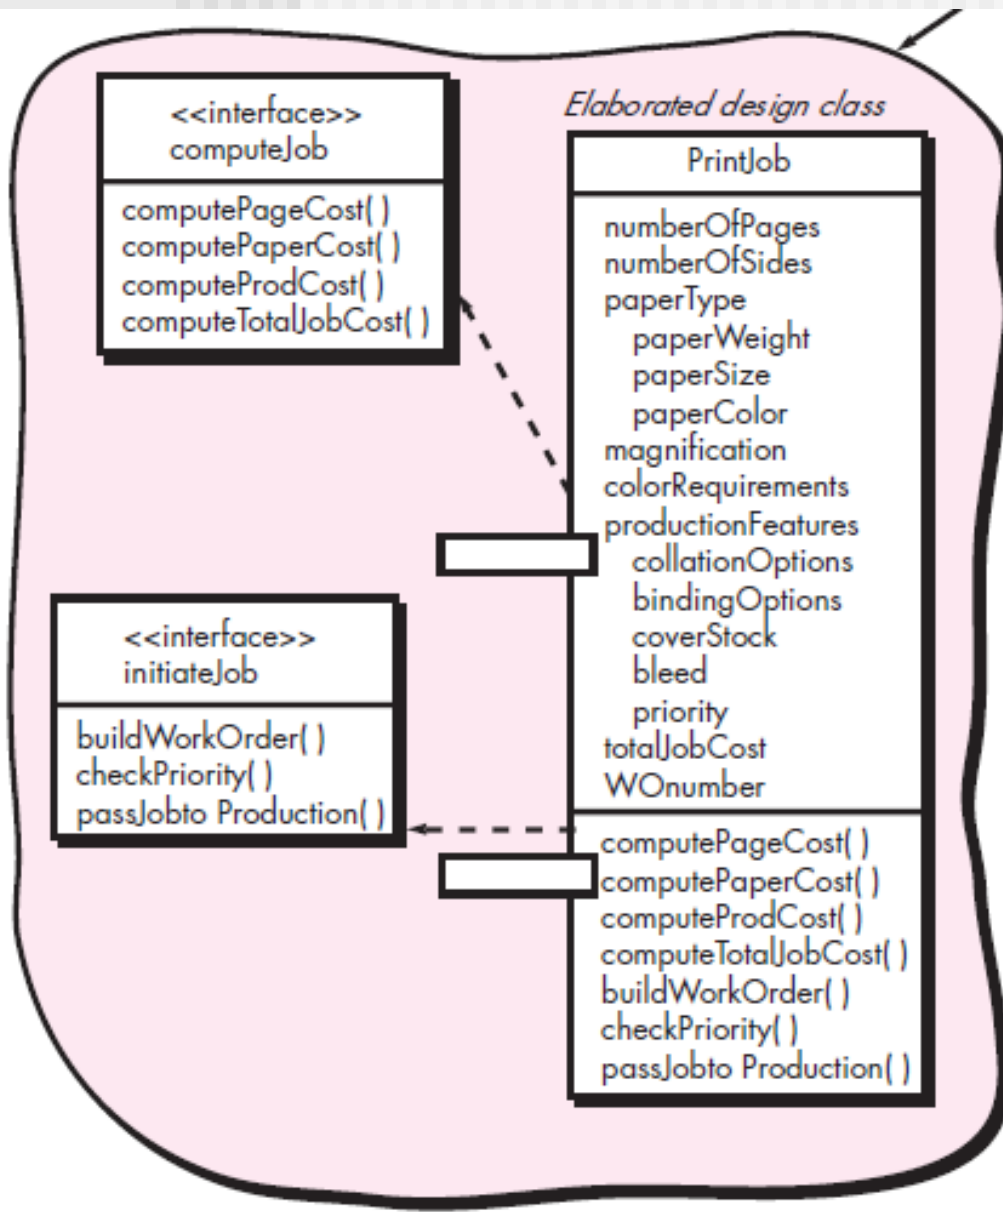 <<interface>>
computeJob
computePageCost( )
computePaperCost( )
computeProdCost( )
computeTotalJobCost( )
Elaborated design class
PrintJob
numberOfPages
numberOfSides
paperType
paperWeight
paperSize
paperColor
magnification
colorRequirements
productionFeatures
collationOptions
bindingOptions
coverStock
bleed
priority
totalJobCost
WOnumber
computePageCost( )
computePaperCost( )
computeProdCost( )
computeTotalJobCost( )
buildWorkOrder( )
checkPriority( )
passJobto Production( )
<<interface>>
initiateJob
buildWorkOrder( )
checkPriority( )
passJobto Production( )